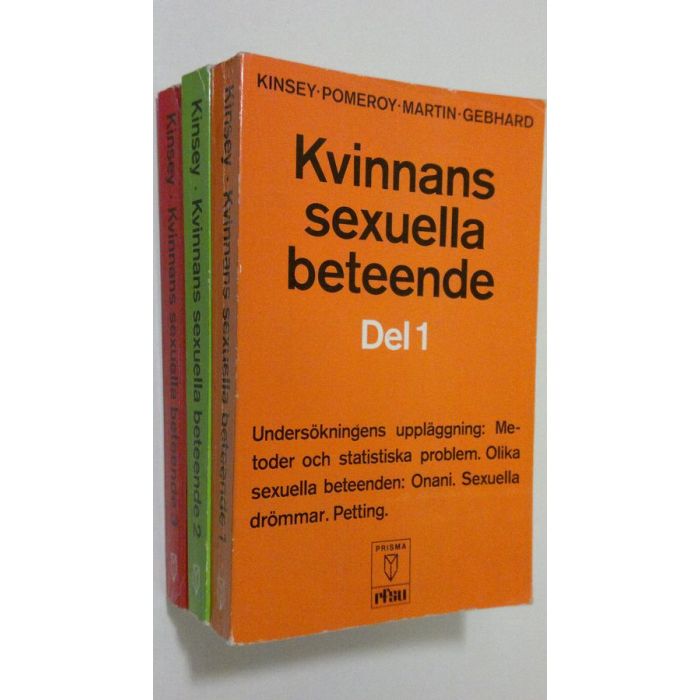 KINSEY·POMEROY·MARTIN·GEBHARD
Kvinnans
sexuella
beteende
Del 1
Undersökningens uppläggning: Me-
toder och statistiska problem. Olika
sexuella beteenden: Onani. Sexuella
drömmar. Petting.
PRISMA
rfsu
Kinsey · Kvinnans sexuella beteende 1
Kinsey · Kvinnans sexuella beteende 2
Kinsey · Kvinnans sexuella beteende 3